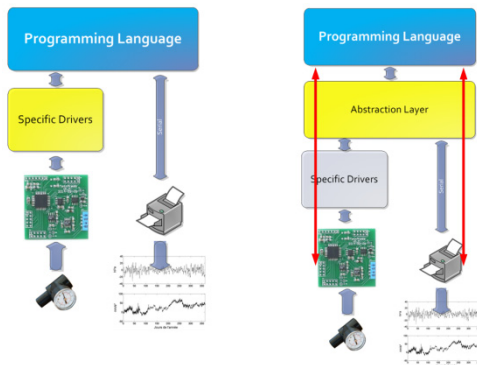 Programming Language
Specific Drivers
Serial
Programming Language
Abstraction Layer
Specific Drivers
Serial